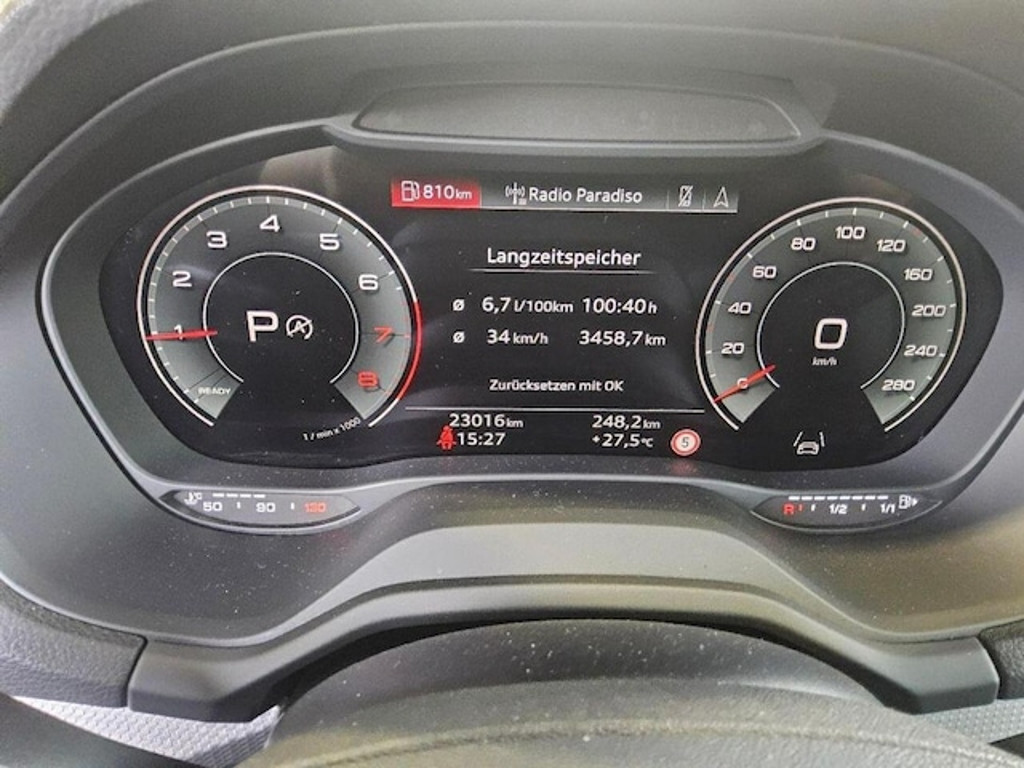 810 km Radio Paradiso
Langzeitspeicher
Ø 6,7 l/100km 100:40 h
Ø 34 km/h 3458,7 km
Zurücksetzen mit OK
23016 km 248,2 km
15:27 +27,5 °C 5
READY 1 2 3 4 5 6 7 8
P A
1 / min x 1000
0 20 40 60 80 100 120 160 200 240 280
0
km/h
°C 50 90 130
R 1/2 1/1